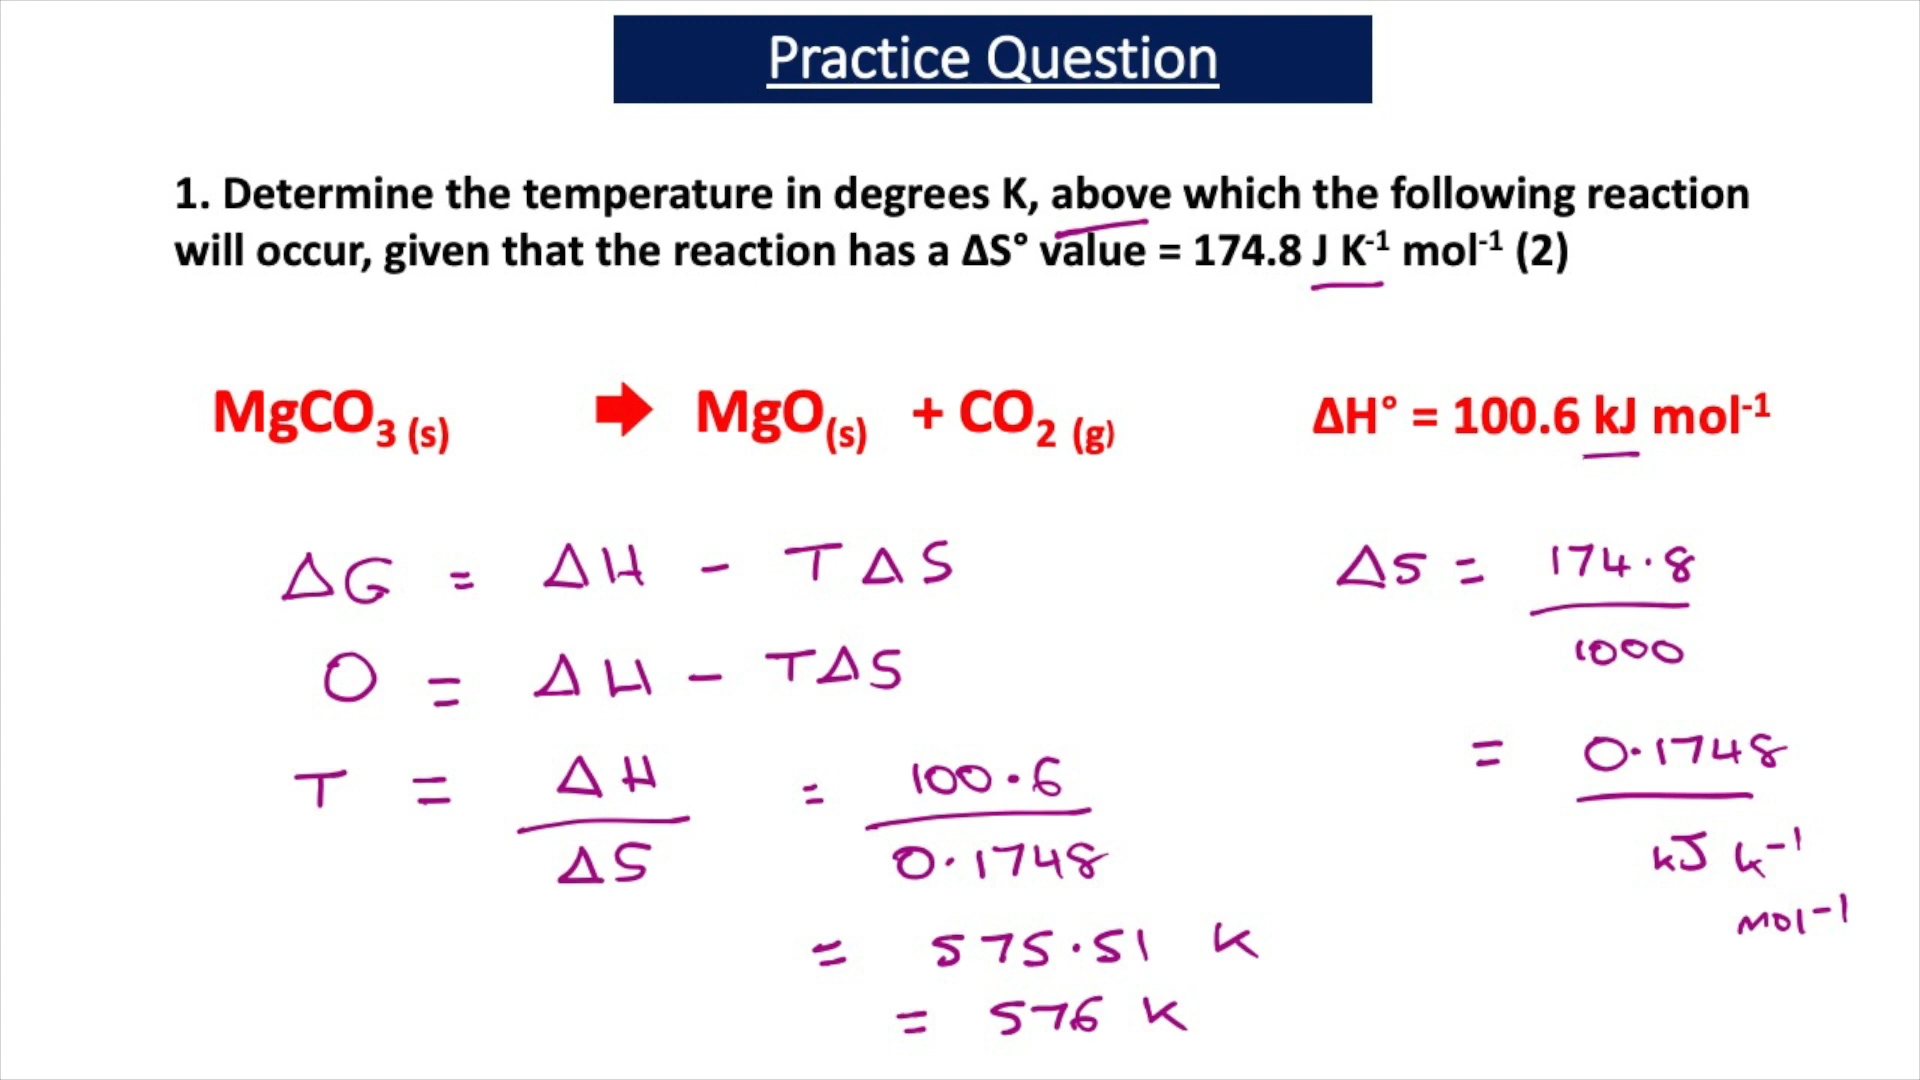 Practice Question
1. Determine the temperature in degrees K, above which the following reaction
will occur, given that the reaction has a ΔS° value = 174.8 J K⁻¹ mol⁻¹ (2)
MgCO₃ (s) → MgO(s) + CO₂ (g) ΔH° = 100.6 kJ mol⁻¹
ΔG = ΔH - TΔS
0 = ΔH - TΔS
T = ΔH/ΔS = 100.6/0.1748
= 575.51 K
= 576 K
ΔS = 174.8/1000
= 0.1748
kJ K⁻¹
mol⁻¹